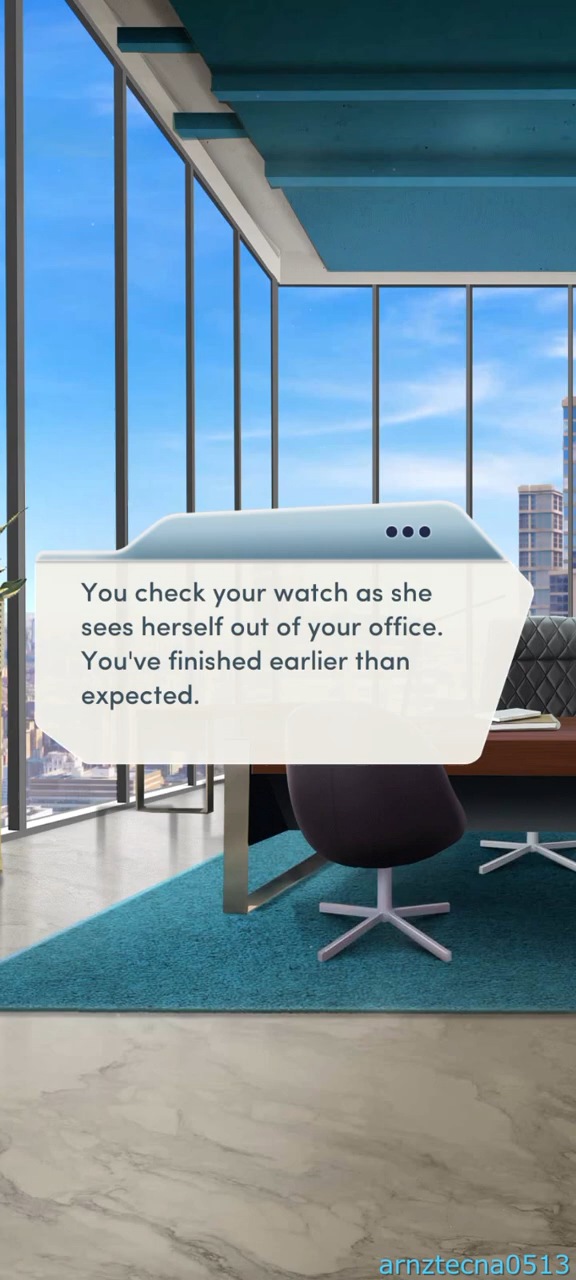 You check your watch as she
sees herself out of your office.
You've finished earlier than
expected.
arnztecna0513